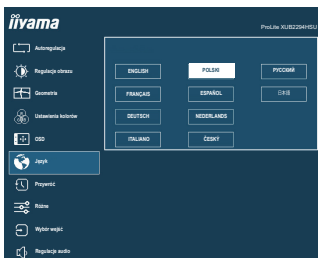 iiyama
ProLite XUB2294HSU
Autoregulacja
Regulacja obrazu
Geometria
Ustawienia kolorów
OSD
Język
Przywróć
Różne
Wybór wejść
Regulacja audio
ENGLISH
POLSKI
РУССКИЙ
FRANÇAIS
ESPAÑOL
日本語
DEUTSCH
NEDERLANDS
ITALIANO
ČESKÝ